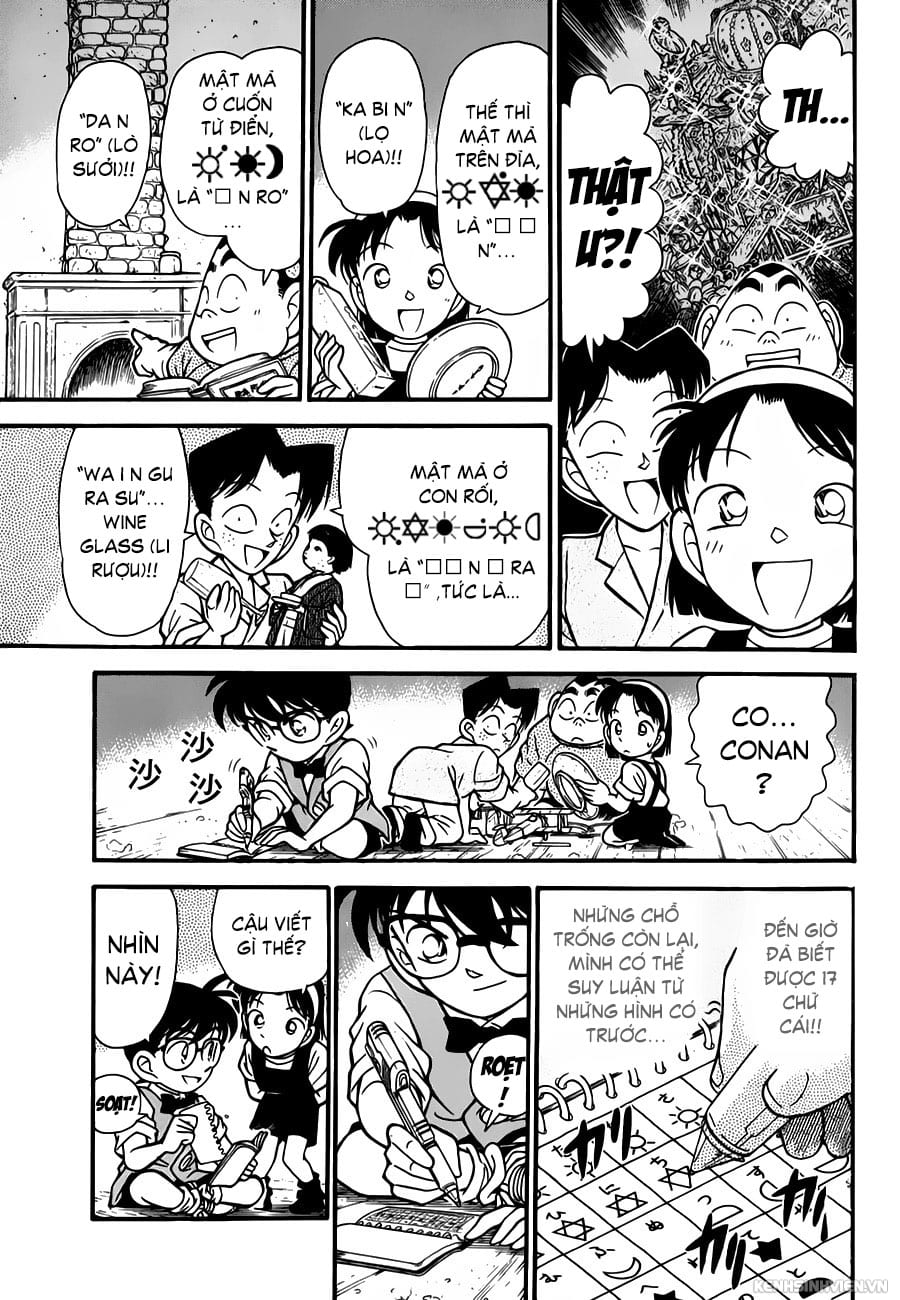 TH...
THẬT
Ư?!
THẾ THÌ
MẬT MÃ
TRÊN ĐĨA,
LÀ "□ □
N"...
"KA BI N"
(LỌ
HOA)!!
MẬT MÃ
Ở CUỐN
TỪ ĐIỂN,
LÀ "□ N RO"
...
"DA N
RO" (LÒ
SƯỞI)!!
MẬT MÃ Ở
CON RỐI,
LÀ "□□ N □ RA
□" ,TỨC LÀ...
"WA I N GU
RA SU"...
WINE
GLASS (LI
RƯỢU)!!
CO...
CONAN
?
沙
沙
沙
ĐẾN GIỜ
ĐÃ BIẾT
ĐƯỢC 17
CHỮ
CÁI!!
NHỮNG CHỖ
TRỐNG CÒN LẠI,
MÌNH CÓ THỂ
SUY LUẬN TỪ
NHỮNG HÌNH CÓ
TRƯỚC...
カリ
カリ
ROẸT
!
CẬU VIẾT
GÌ THẾ?
NHÌN
NÀY!
SOẠT!
KENHSINHVIEN.VN